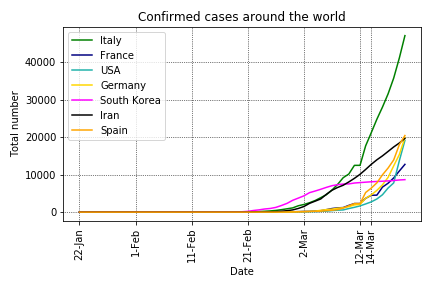 Confirmed cases around the world
Total number
40000
30000
20000
10000
0
Italy
France
USA
Germany
South Korea
Iran
Spain
22-Jan
1-Feb
11-Feb
21-Feb
2-Mar
12-Mar
14-Mar
Date